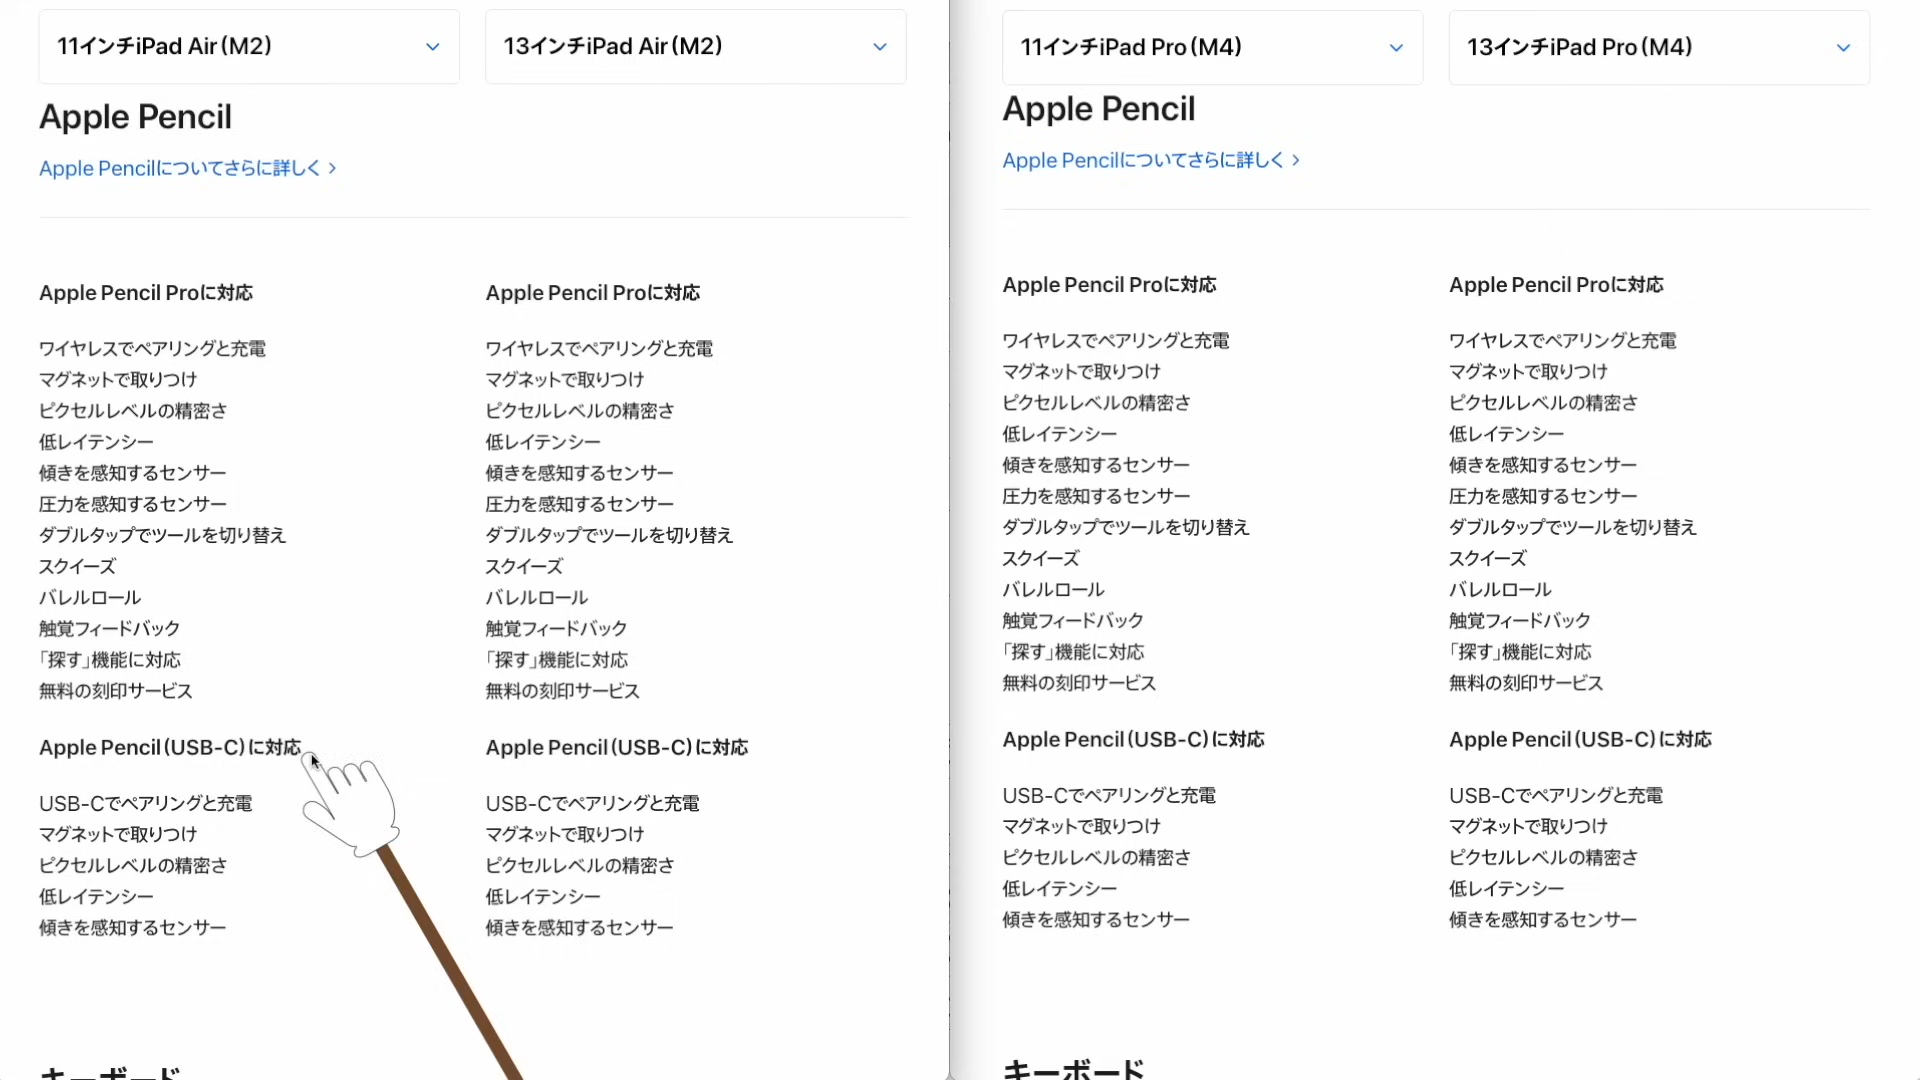 11インチiPad Air(M2)
13インチiPad Air(M2)
Apple Pencil
Apple Pencilについてさらに詳しく >
Apple Pencil Proに対応
ワイヤレスでペアリングと充電
マグネットで取りつけ
ピクセルレベルの精密さ
低レイテンシー
傾きを感知するセンサー
圧力を感知するセンサー
ダブルタップでツールを切り替え
スクイーズ
バレルロール
触覚フィードバック
「探す」機能に対応
無料の刻印サービス
Apple Pencil(USB-C)に対応
USB-Cでペアリングと充電
マグネットで取りつけ
ピクセルレベルの精密さ
低レイテンシー
傾きを感知するセンサー
Apple Pencil Proに対応
ワイヤレスでペアリングと充電
マグネットで取りつけ
ピクセルレベルの精密さ
低レイテンシー
傾きを感知するセンサー
圧力を感知するセンサー
ダブルタップでツールを切り替え
スクイーズ
バレルロール
触覚フィードバック
「探す」機能に対応
無料の刻印サービス
Apple Pencil(USB-C)に対応
USB-Cでペアリングと充電
マグネットで取りつけ
ピクセルレベルの精密さ
低レイテンシー
傾きを感知するセンサー
キーボード
11インチiPad Pro(M4)
13インチiPad Pro(M4)
Apple Pencil
Apple Pencilについてさらに詳しく >
Apple Pencil Proに対応
ワイヤレスでペアリングと充電
マグネットで取りつけ
ピクセルレベルの精密さ
低レイテンシー
傾きを感知するセンサー
圧力を感知するセンサー
ダブルタップでツールを切り替え
スクイーズ
バレルロール
触覚フィードバック
「探す」機能に対応
無料の刻印サービス
Apple Pencil(USB-C)に対応
USB-Cでペアリングと充電
マグネットで取りつけ
ピクセルレベルの精密さ
低レイテンシー
傾きを感知するセンサー
Apple Pencil Proに対応
ワイヤレスでペアリングと充電
マグネットで取りつけ
ピクセルレベルの精密さ
低レイテンシー
傾きを感知するセンサー
圧力を感知するセンサー
ダブルタップでツールを切り替え
スクイーズ
バレルロール
触覚フィードバック
「探す」機能に対応
無料の刻印サービス
Apple Pencil(USB-C)に対応
USB-Cでペアリングと充電
マグネットで取りつけ
ピクセルレベルの精密さ
低レイテンシー
傾きを感知するセンサー
キーボード